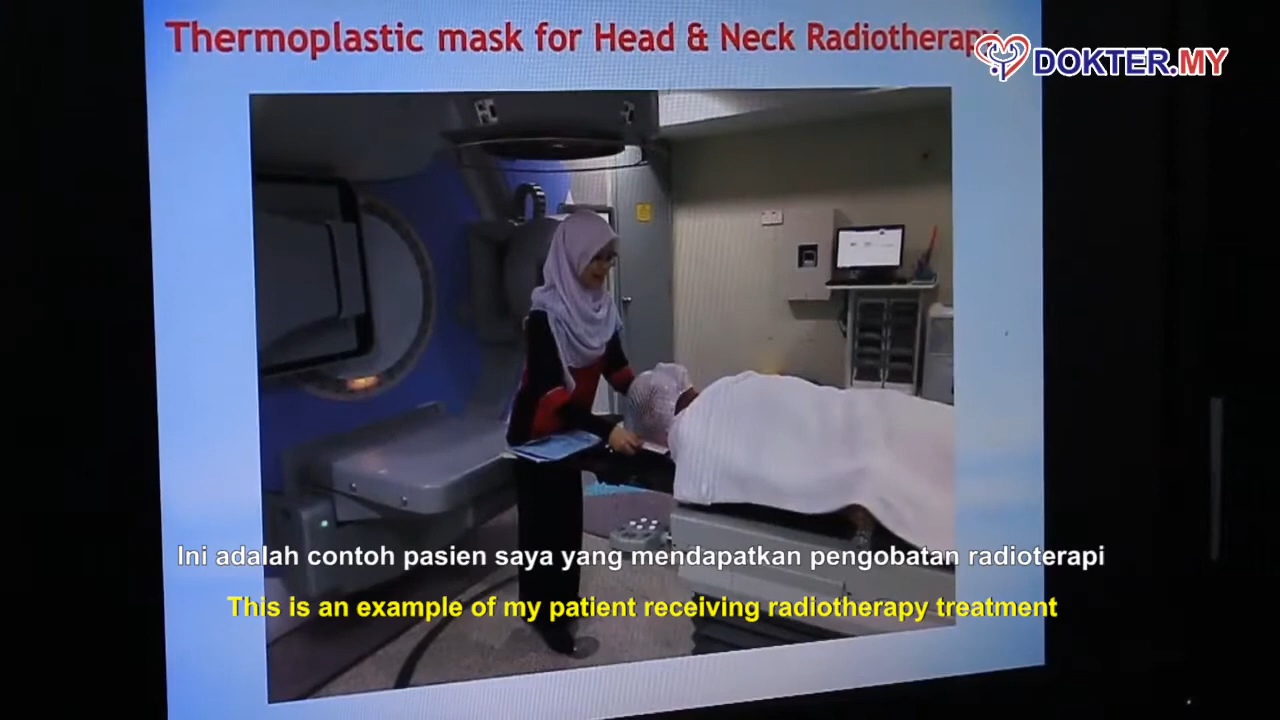 Thermoplastic mask for Head & Neck Radiotherapy
DOKTER.MY
Ini adalah contoh pasien saya yang mendapatkan pengobatan radioterapi
This is an example of my patient receiving radiotherapy treatment